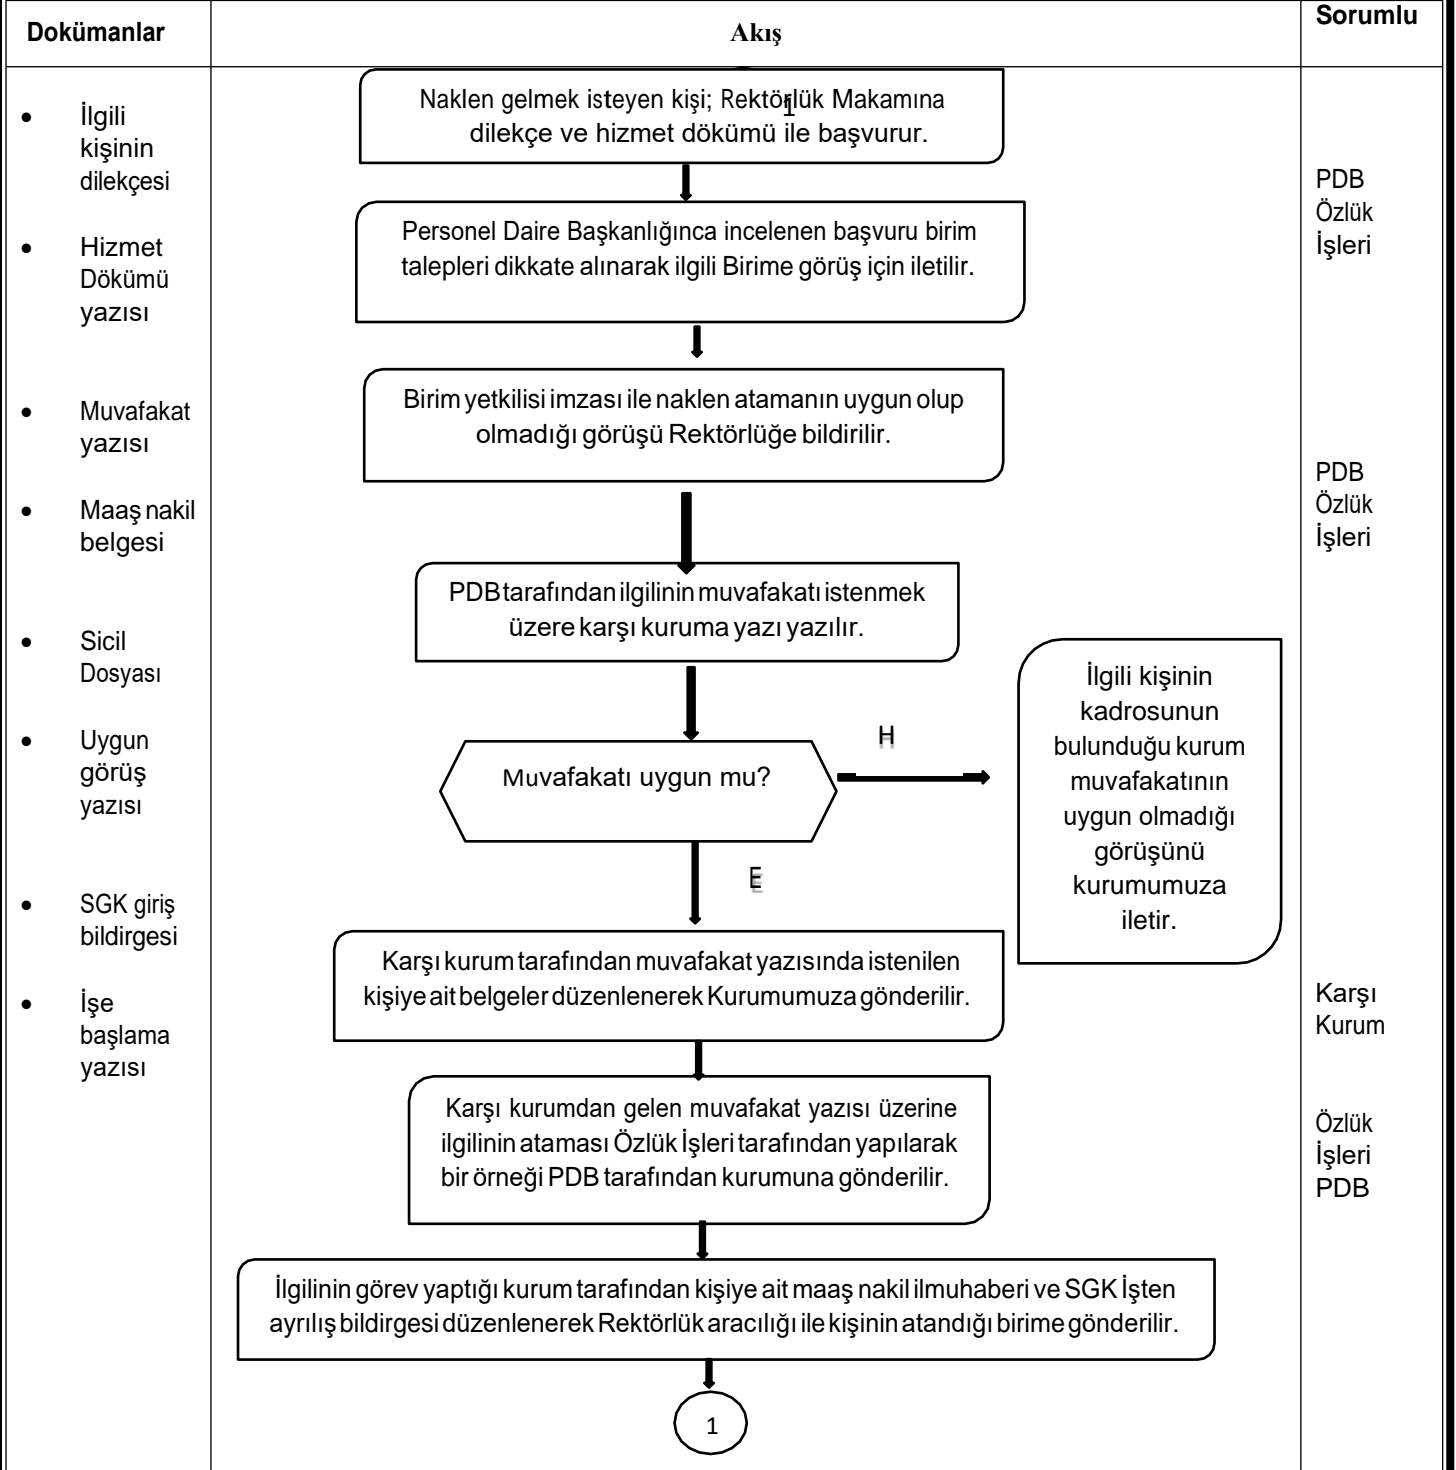 Dokümanlar
Akış
Sorumlu
• İlgili
kişinin
dilekçesi
• Hizmet
Dökümü
yazısı
• Muvafakat
yazısı
• Maaş nakil
belgesi
• Sicil
Dosyası
• Uygun
görüş
yazısı
• SGK giriş
bildirgesi
• İşe
başlama
yazısı
Naklen gelmek isteyen kişi; Rektörlük Makamına
dilekçe ve hizmet dökümü ile başvurur.
1
Personel Daire Başkanlığınca incelenen başvuru birim
talepleri dikkate alınarak ilgili Birime görüş için iletilir.
Birim yetkilisi imzası ile naklen atamanın uygun olup
olmadığı görüşü Rektörlüğe bildirilir.
PDB tarafından ilgilinin muvafakatı istenmek
üzere karşı kuruma yazı yazılır.
Muvafakatı uygun mu?
H
İlgili kişinin
kadrosunun
bulunduğu kurum
muvafakatının
uygun olmadığı
görüşünü
kurumumuza
iletir.
E
Karşı kurum tarafından muvafakat yazısında istenilen
kişiye ait belgeler düzenlenerek Kurumumuza gönderilir.
Karşı kurumdan gelen muvafakat yazısı üzerine
ilgilinin ataması Özlük İşleri tarafından yapılarak
bir örneği PDB tarafından kurumuna gönderilir.
İlgilinin görev yaptığı kurum tarafından kişiye ait maaş nakil ilmuhaberi ve SGK İşten
ayrılış bildirgesi düzenlenerek Rektörlük aracılığı ile kişinin atandığı birime gönderilir.
1
PDB
Özlük
İşleri
PDB
Özlük
İşleri
Karşı
Kurum
Özlük
İşleri
PDB